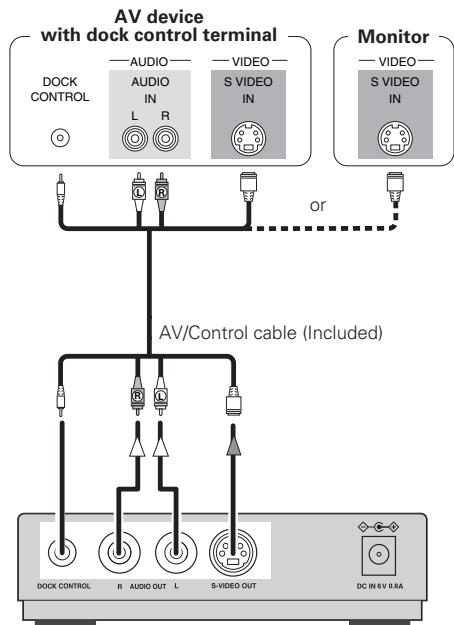 AV device
with dock control terminal
Monitor
AUDIO
VIDEO
VIDEO
DOCK
CONTROL
AUDIO
IN
S VIDEO
IN
S VIDEO
IN
L R
L R
or
AV/Control cable (Included)
R L
DOCK CONTROL R AUDIO OUT L S-VIDEO OUT DC IN 6V 0.8A